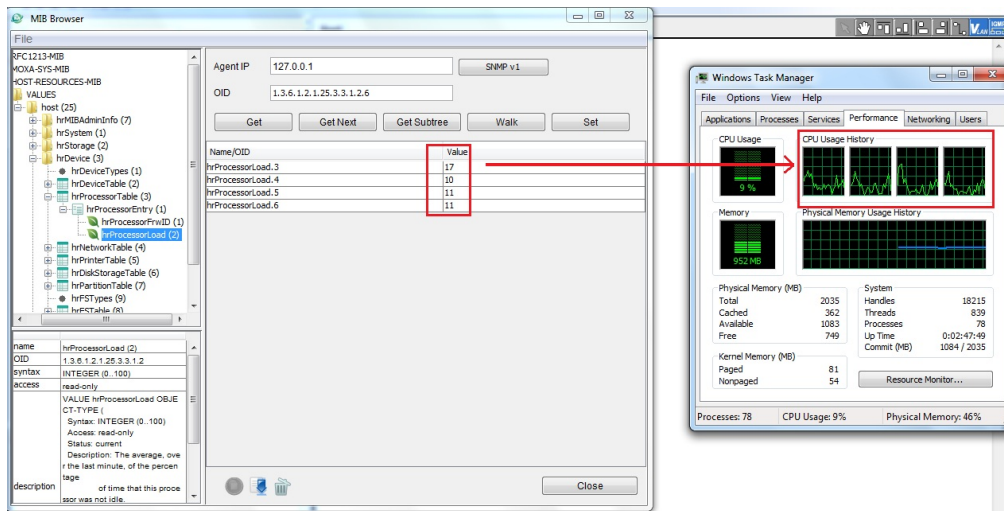 MIB Browser
File
RFC1213-MIB
MOXA-SYS-MIB
HOST-RESOURCES-MIB
VALUES
host (25)
hrMIBAdminInfo (7)
hrSystem (1)
hrStorage (2)
hrDevice (3)
hrDeviceTypes (1)
hrDeviceTable (2)
hrProcessorTable (3)
hrProcessorEntry (1)
hrProcessorFrwID (1)
hrProcessorLoad (2)
hrNetworkTable (4)
hrPrinterTable (5)
hrDiskStorageTable (6)
hrPartitionTable (7)
hrFSTypes (9)
hrFSTable (8)
name hrProcessorLoad (2)
OID 1.3.6.1.2.1.25.3.3.1.2
syntax INTEGER (0..100)
access read-only
description
VALUE hrProcessorLoad OBJE
CT-TYPE (
Syntax: INTEGER (0..100)
Access: read-only
Status: current
Description: The average, ove
r the last minute, of the percen
tage
of time that this proce
ssor was not idle.
Agent IP 127.0.0.1 SNMP v1
OID 1.3.6.1.2.1.25.3.3.1.2.6
Get Get Next Get Subtree Walk Set
Name/OID Value
hrProcessorLoad.3 17
hrProcessorLoad.4 10
hrProcessorLoad.5 11
hrProcessorLoad.6 11
Close
VLAN IGMP
Windows Task Manager
File Options View Help
Applications Processes Services Performance Networking Users
CPU Usage CPU Usage History
9 %
Memory Physical Memory Usage History
952 MB
Physical Memory (MB)
Total 2035
Cached 362
Available 1083
Free 749
Kernel Memory (MB)
Paged 81
Nonpaged 54
System
Handles 18215
Threads 839
Processes 78
Up Time 0:02:47:49
Commit (MB) 1084 / 2035
Resource Monitor...
Processes: 78 CPU Usage: 9% Physical Memory: 46%